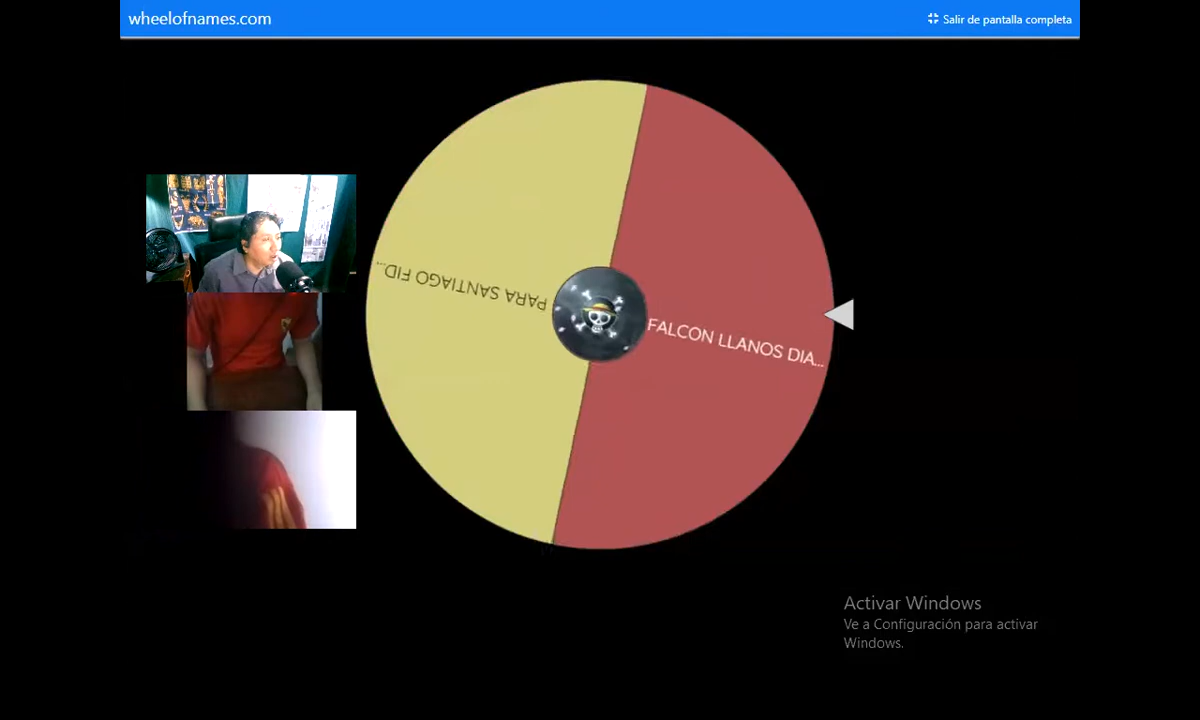 wheelofnames.com
Salir de pantalla completa
PARA SANTIAGO FID...
FALCON LLANOS DIA...
Activar Windows
Ve a Configuración para activar
Windows.